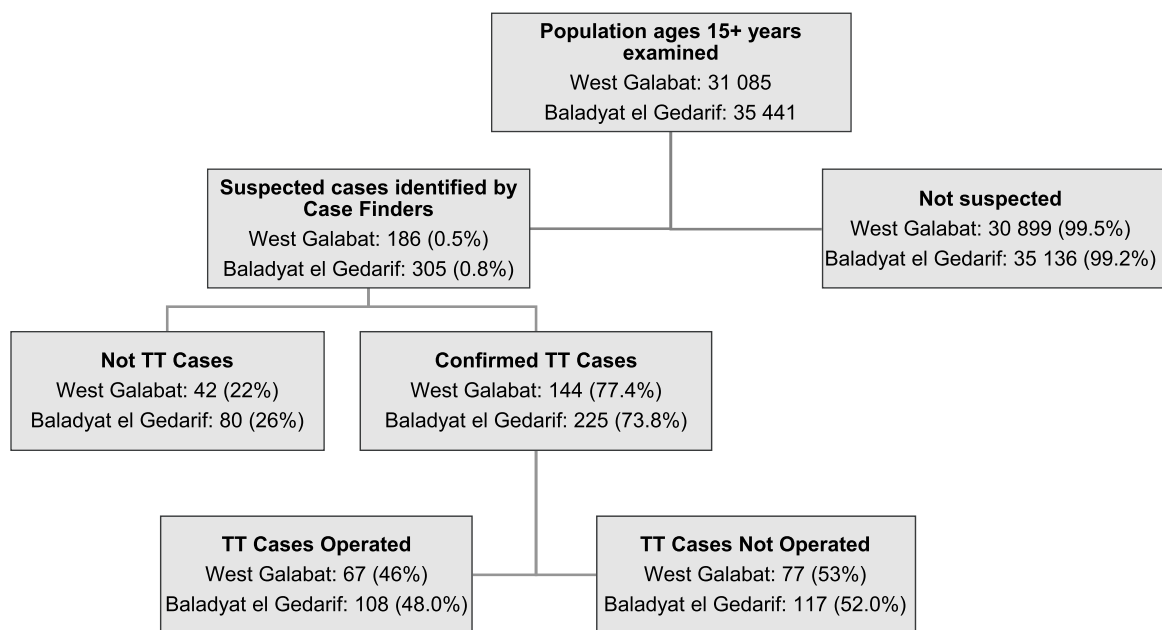 Population ages 15+ years
examined
West Galabat: 31 085
Baladyat el Gedarif: 35 441
Suspected cases identified by
Case Finders
West Galabat: 186 (0.5%)
Baladyat el Gedarif: 305 (0.8%)
Not suspected
West Galabat: 30 899 (99.5%)
Baladyat el Gedarif: 35 136 (99.2%)
Not TT Cases
West Galabat: 42 (22%)
Baladyat el Gedarif: 80 (26%)
Confirmed TT Cases
West Galabat: 144 (77.4%)
Baladyat el Gedarif: 225 (73.8%)
TT Cases Operated
West Galabat: 67 (46%)
Baladyat el Gedarif: 108 (48.0%)
TT Cases Not Operated
West Galabat: 77 (53%)
Baladyat el Gedarif: 117 (52.0%)